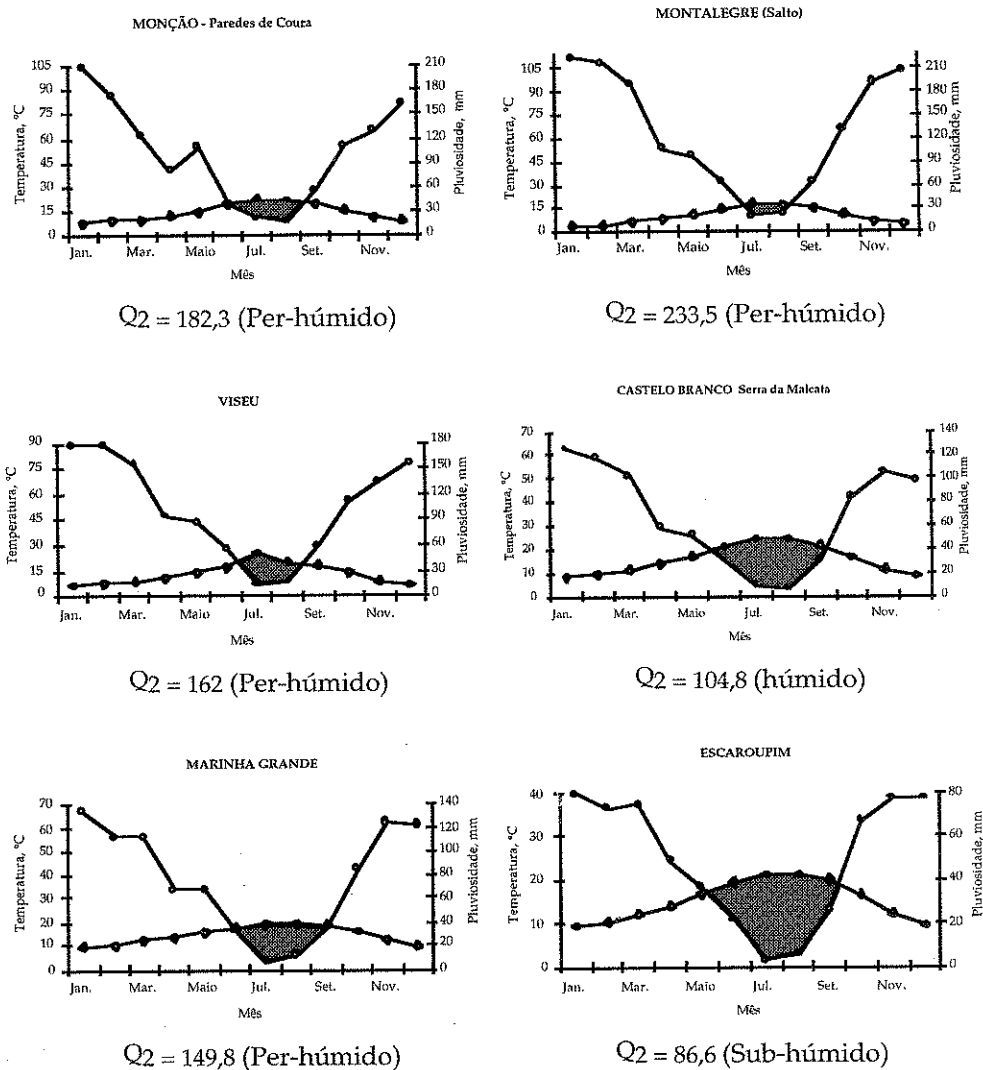 MONÇÃO - Paredes de Coura
Temperatura, °C
105
90
75
60
45
30
15
0
210
180
150
120
90
60
30
0
Pluviosidade, mm
Jan. Mar. Maio Jul. Set. Nov.
Mês
Q2 = 182,3 (Per-húmido)
MONTALEGRE (Salto)
Temperatura, °C
105
90
75
60
45
30
15
0
210
180
150
120
90
60
30
0
Pluviosidade, mm
Jan. Mar. Maio Jul. Set. Nov.
Mês
Q2 = 233,5 (Per-húmido)
VISEU
Temperatura, °C
90
75
60
45
30
15
0
180
150
120
90
60
30
0
Pluviosidade, mm
Jan. Mar. Maio Jul. Set. Nov.
Mês
Q2 = 162 (Per-húmido)
CASTELO BRANCO Serra da Malcata
Temperatura, °C
70
60
50
40
30
20
10
0
140
120
100
80
60
40
20
0
Pluviosidade, mm
Jan. Mar. Maio Jul. Set. Nov.
Mês
Q2 = 104,8 (húmido)
MARINHA GRANDE
Temperatura, °C
70
60
50
40
30
20
10
0
140
120
100
80
60
40
20
0
Pluviosidade, mm
Jan. Mar. Maio Jul. Set. Nov.
Mês
Q2 = 149,8 (Per-húmido)
ESCAROUPIM
Temperatura, °C
40
30
20
10
0
80
60
40
20
0
Pluviosidade, mm
Jan. Mar. Maio Jul. Set. Nov.
Mês
Q2 = 86,6 (Sub-húmido)